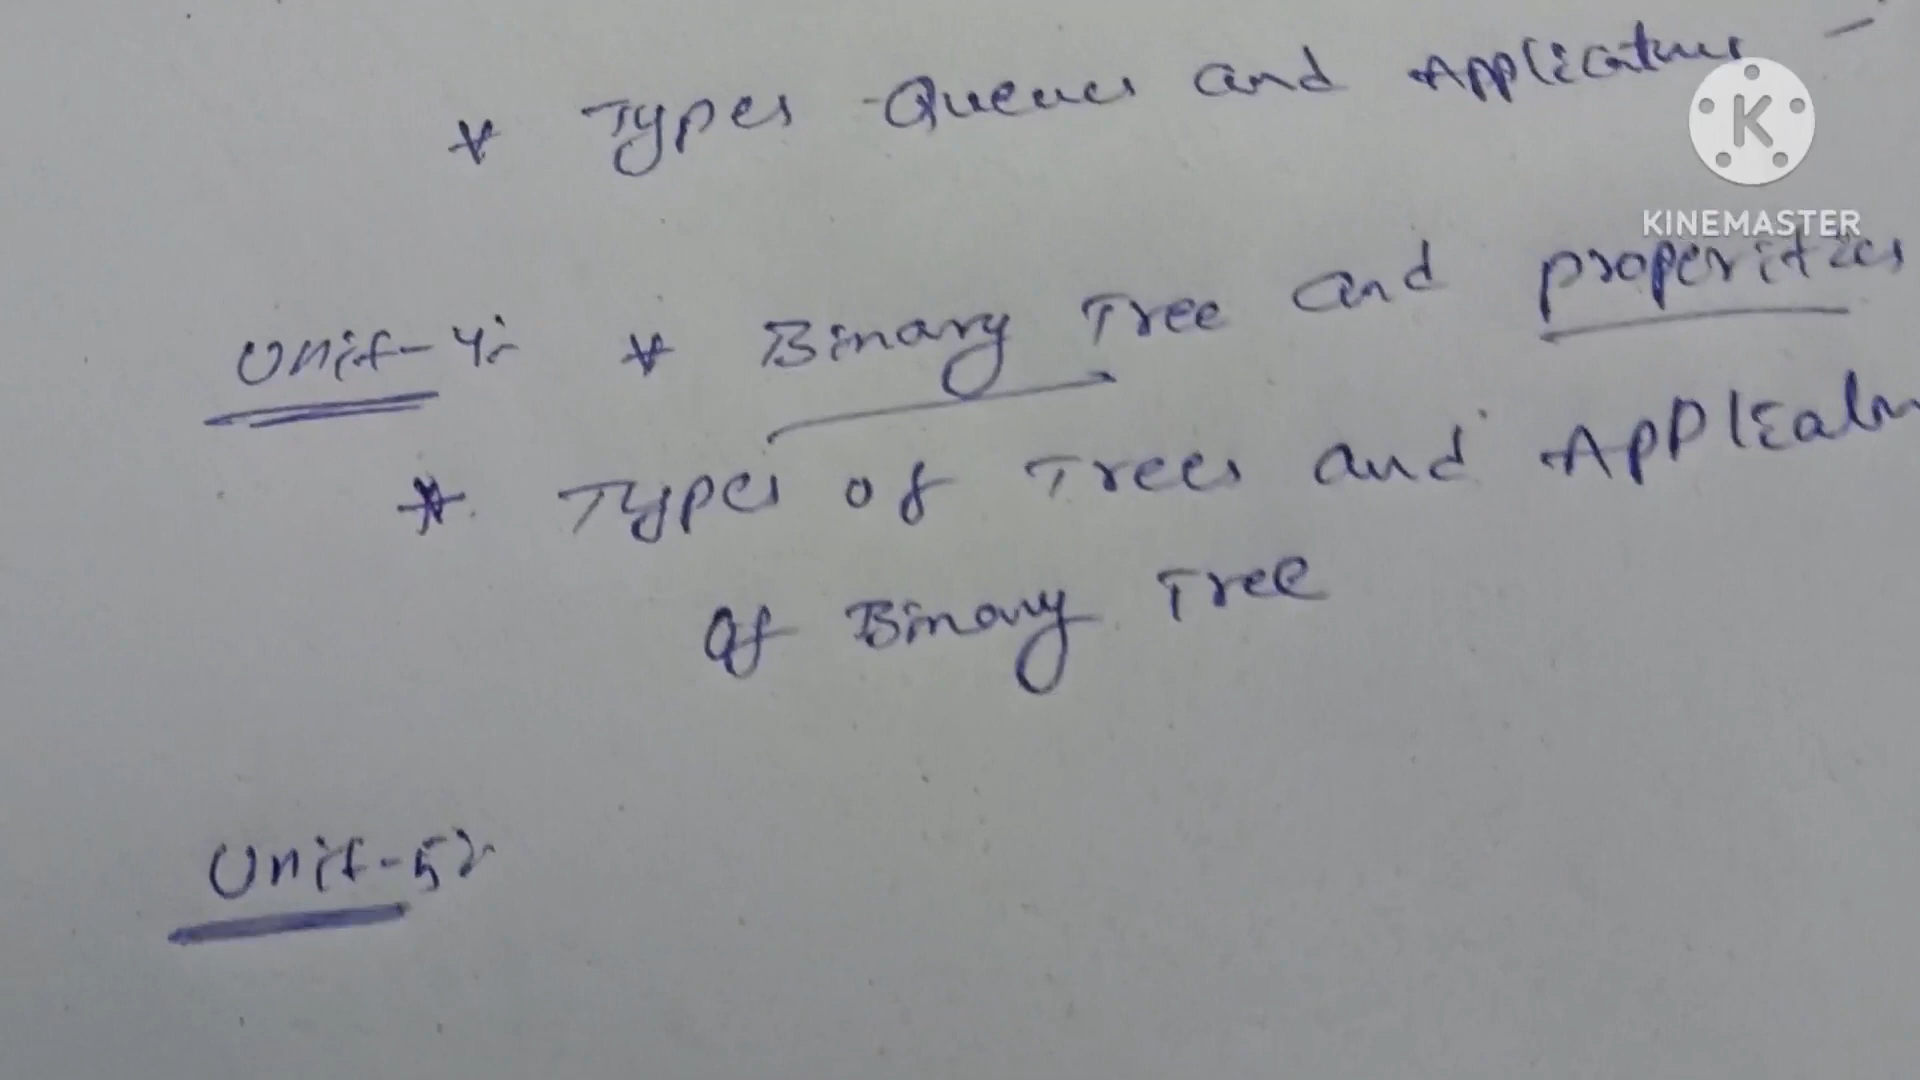 * Types Queues and Applications -
KINEMASTER
Unit-4:- * Binary Tree and properities
* Types of Trees and Applicatn
of Binary Tree
Unit-5:-